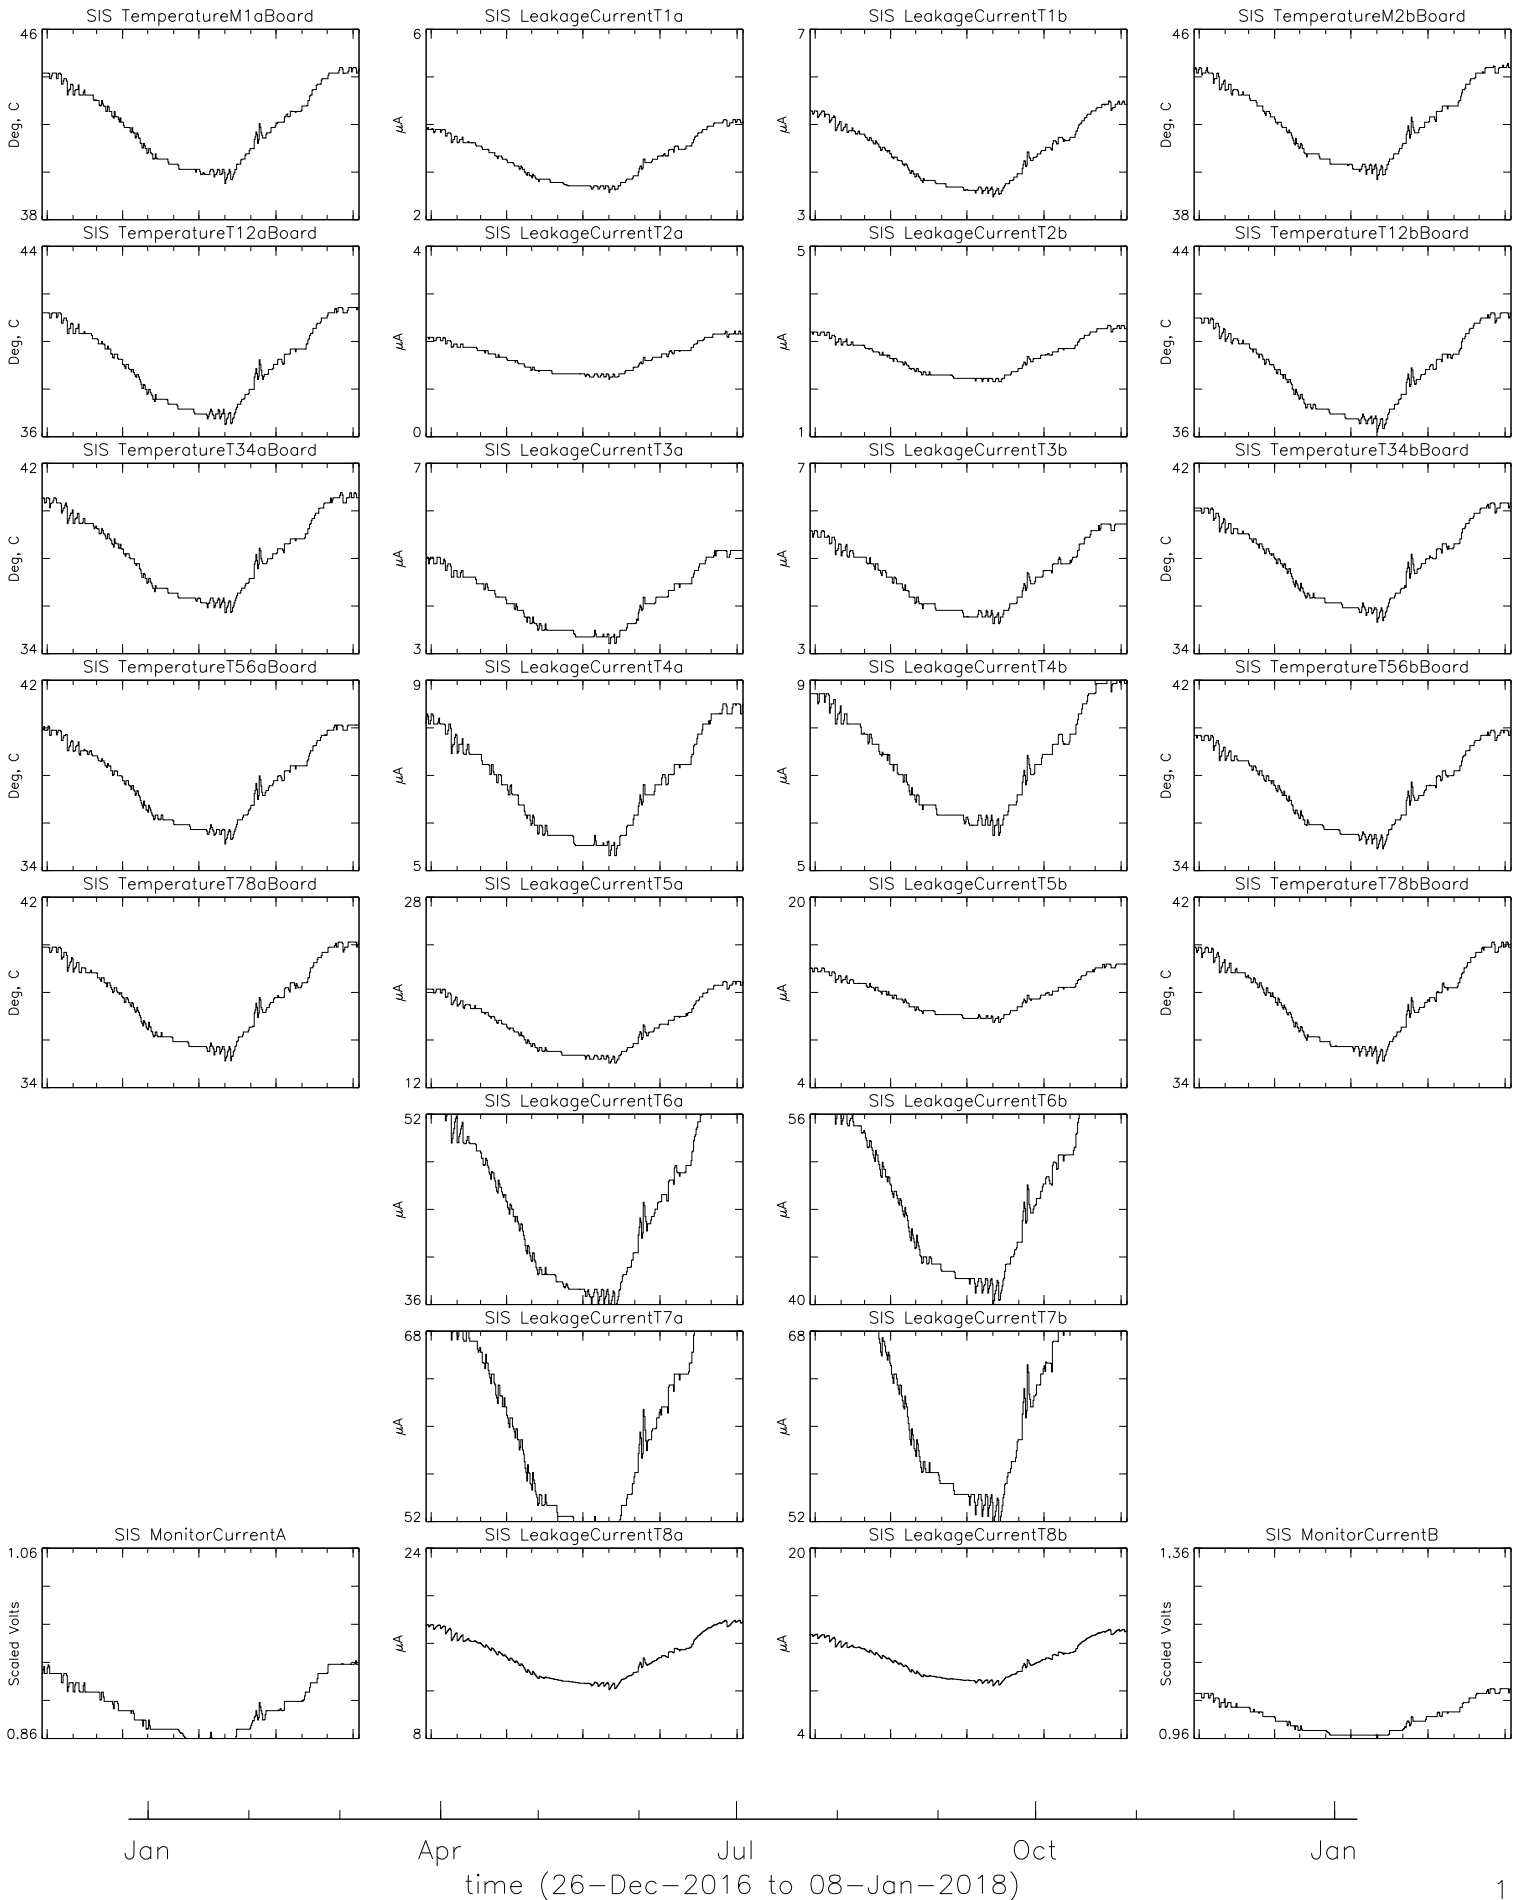 SIS TemperatureM1aBoard
46
Deg, C
38
SIS LeakageCurrentT1a
6
μA
2
SIS LeakageCurrentT1b
7
μA
3
SIS TemperatureM2bBoard
46
Deg, C
38
SIS TemperatureT12aBoard
44
Deg, C
36
SIS LeakageCurrentT2a
4
μA
0
SIS LeakageCurrentT2b
5
μA
1
SIS TemperatureT12bBoard
44
Deg, C
36
SIS TemperatureT34aBoard
42
Deg, C
34
SIS LeakageCurrentT3a
7
μA
3
SIS LeakageCurrentT3b
7
μA
3
SIS TemperatureT34bBoard
42
Deg, C
34
SIS TemperatureT56aBoard
42
Deg, C
34
SIS LeakageCurrentT4a
9
μA
5
SIS LeakageCurrentT4b
9
μA
5
SIS TemperatureT56bBoard
42
Deg, C
34
SIS TemperatureT78aBoard
42
Deg, C
34
SIS LeakageCurrentT5a
28
μA
12
SIS LeakageCurrentT5b
20
μA
4
SIS TemperatureT78bBoard
42
Deg, C
34
SIS LeakageCurrentT6a
52
μA
36
SIS LeakageCurrentT6b
56
μA
40
SIS LeakageCurrentT7a
68
μA
52
SIS LeakageCurrentT7b
68
μA
52
SIS MonitorCurrentA
1.06
Scaled Volts
0.86
SIS LeakageCurrentT8a
24
μA
8
SIS LeakageCurrentT8b
20
μA
4
SIS MonitorCurrentB
1.36
Scaled Volts
0.96
Jan Apr Jul Oct Jan
time (26-Dec-2016 to 08-Jan-2018)
1